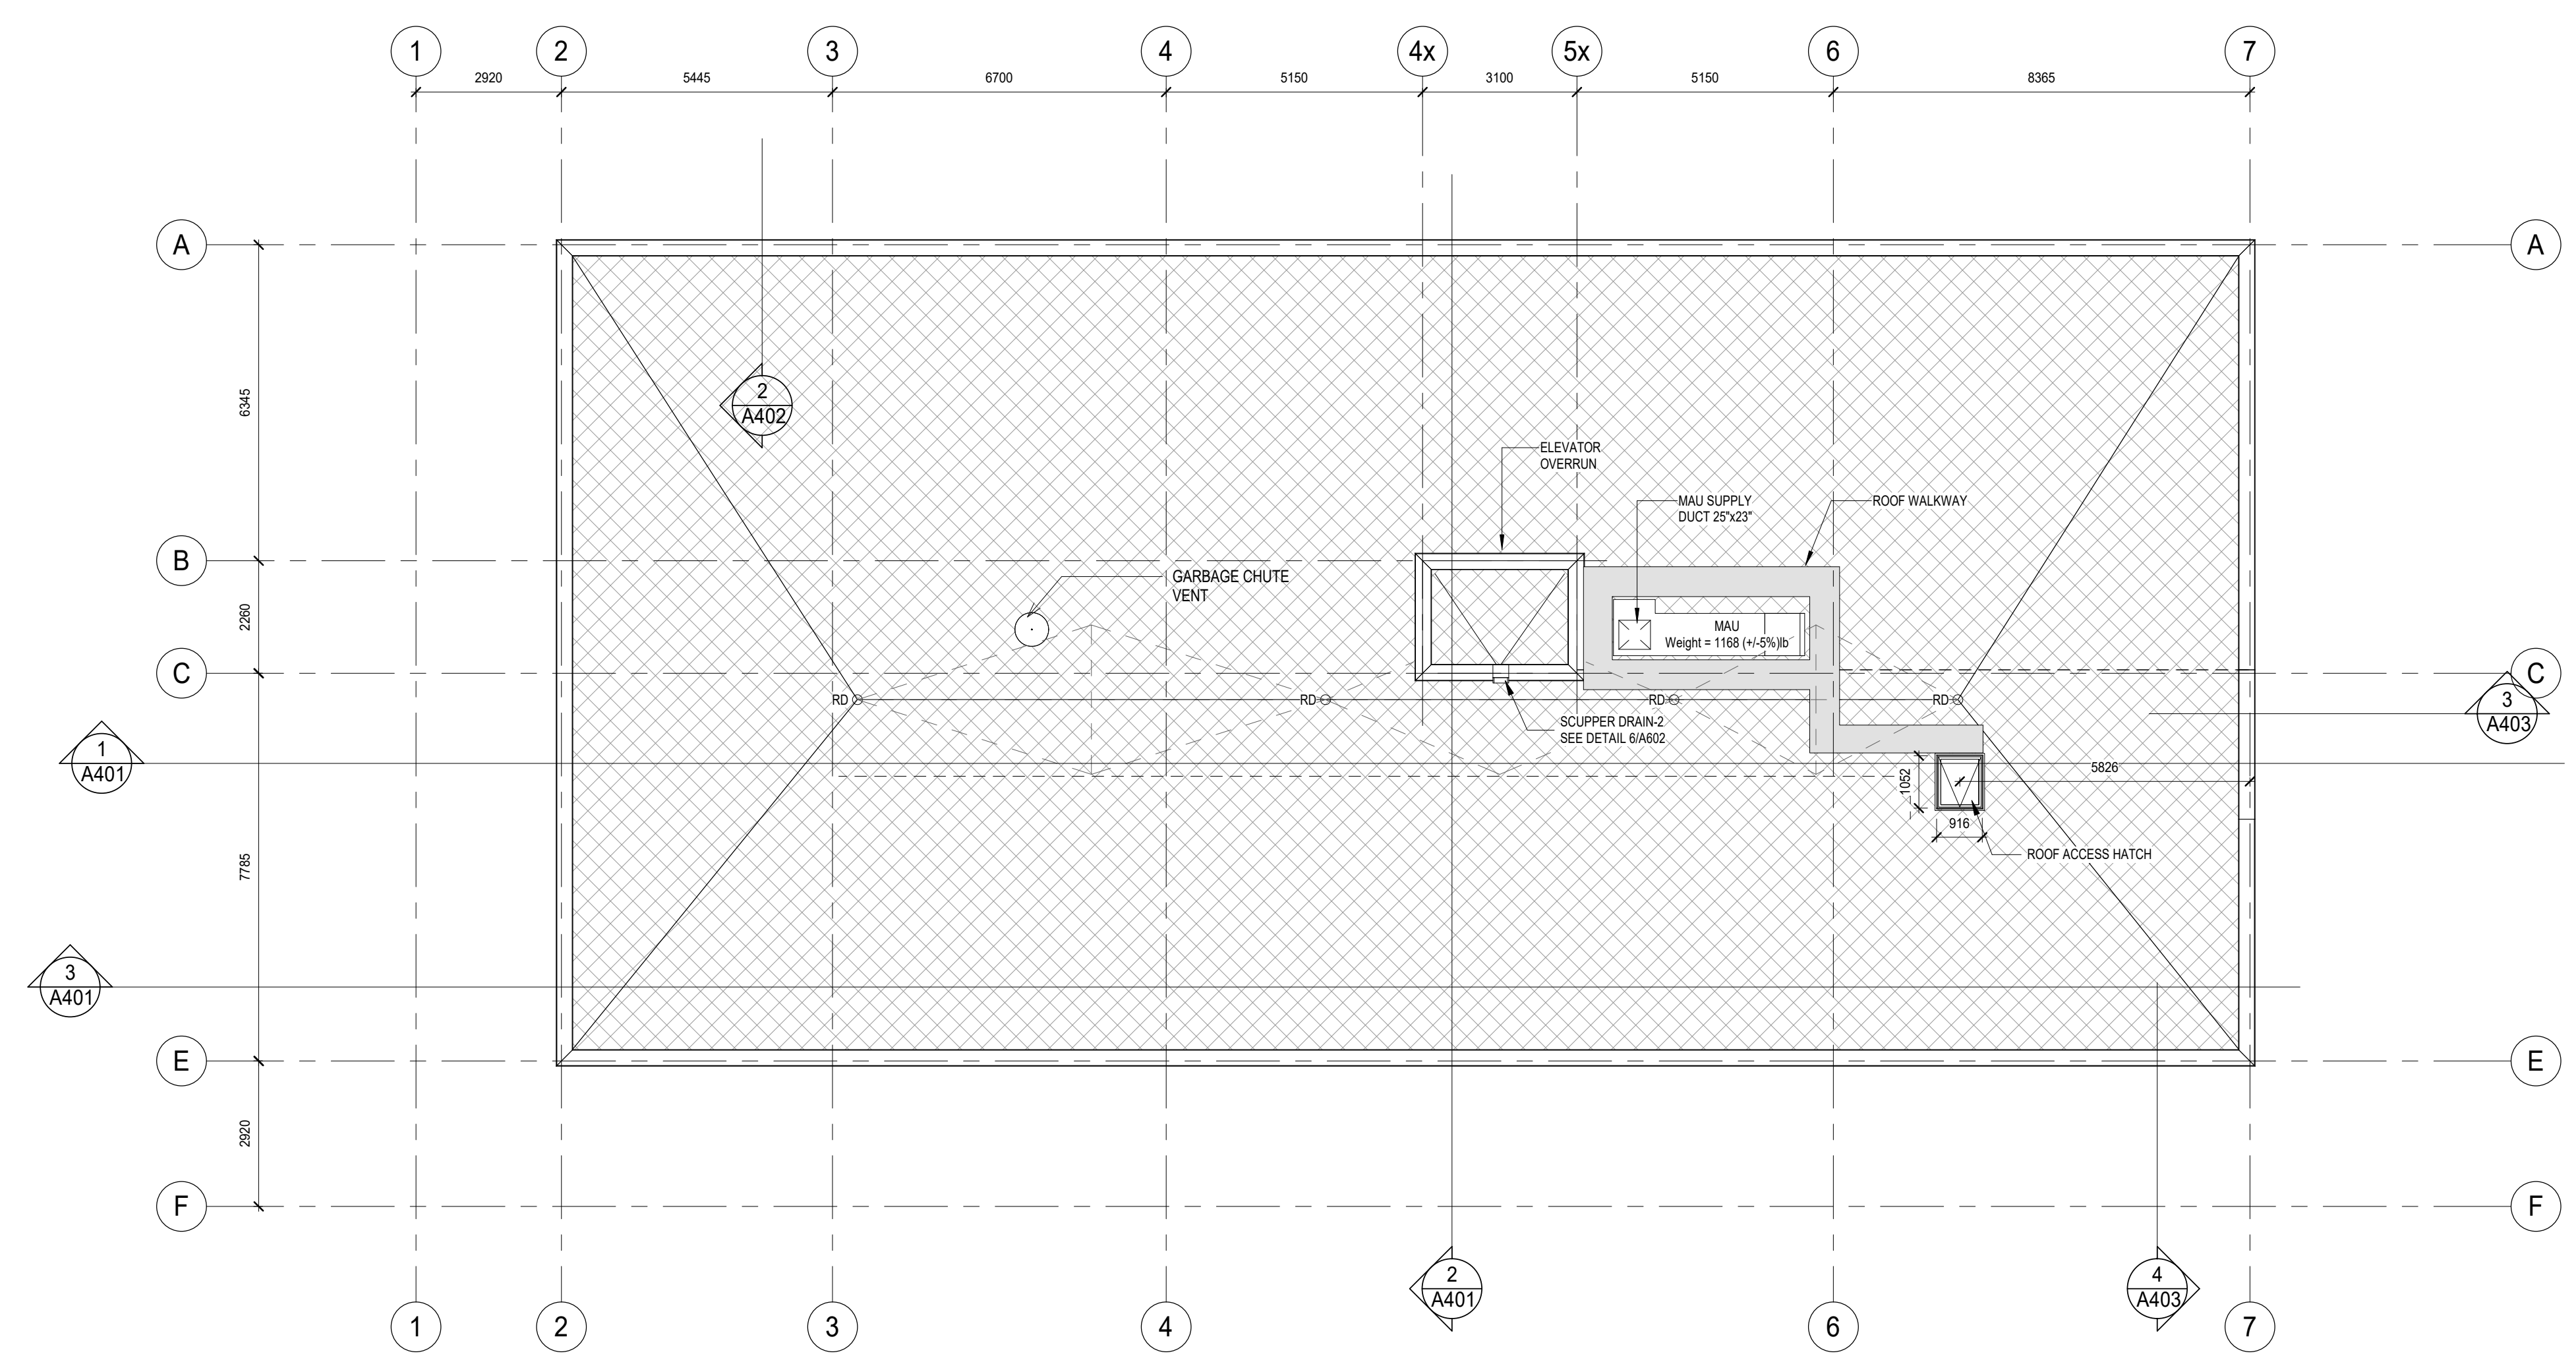 1
2
3
4
4x
5x
6
7
2920
5445
6700
5150
3100
5150
8365
A
A
6345
2
A402
ELEVATOR
OVERRUN
MAU SUPPLY
DUCT 25"x23"
ROOF WALKWAY
B
GARBAGE CHUTE
VENT
2260
MAU
Weight = 1168 (+/-5%)lb
C
C
RD
RD
RD
RD
3
A403
SCUPPER DRAIN-2
SEE DETAIL 6/A602
1
A401
5826
1052
916
ROOF ACCESS HATCH
7785
3
A401
E
E
2920
F
F
2
A401
4
A403
1
2
3
4
6
7